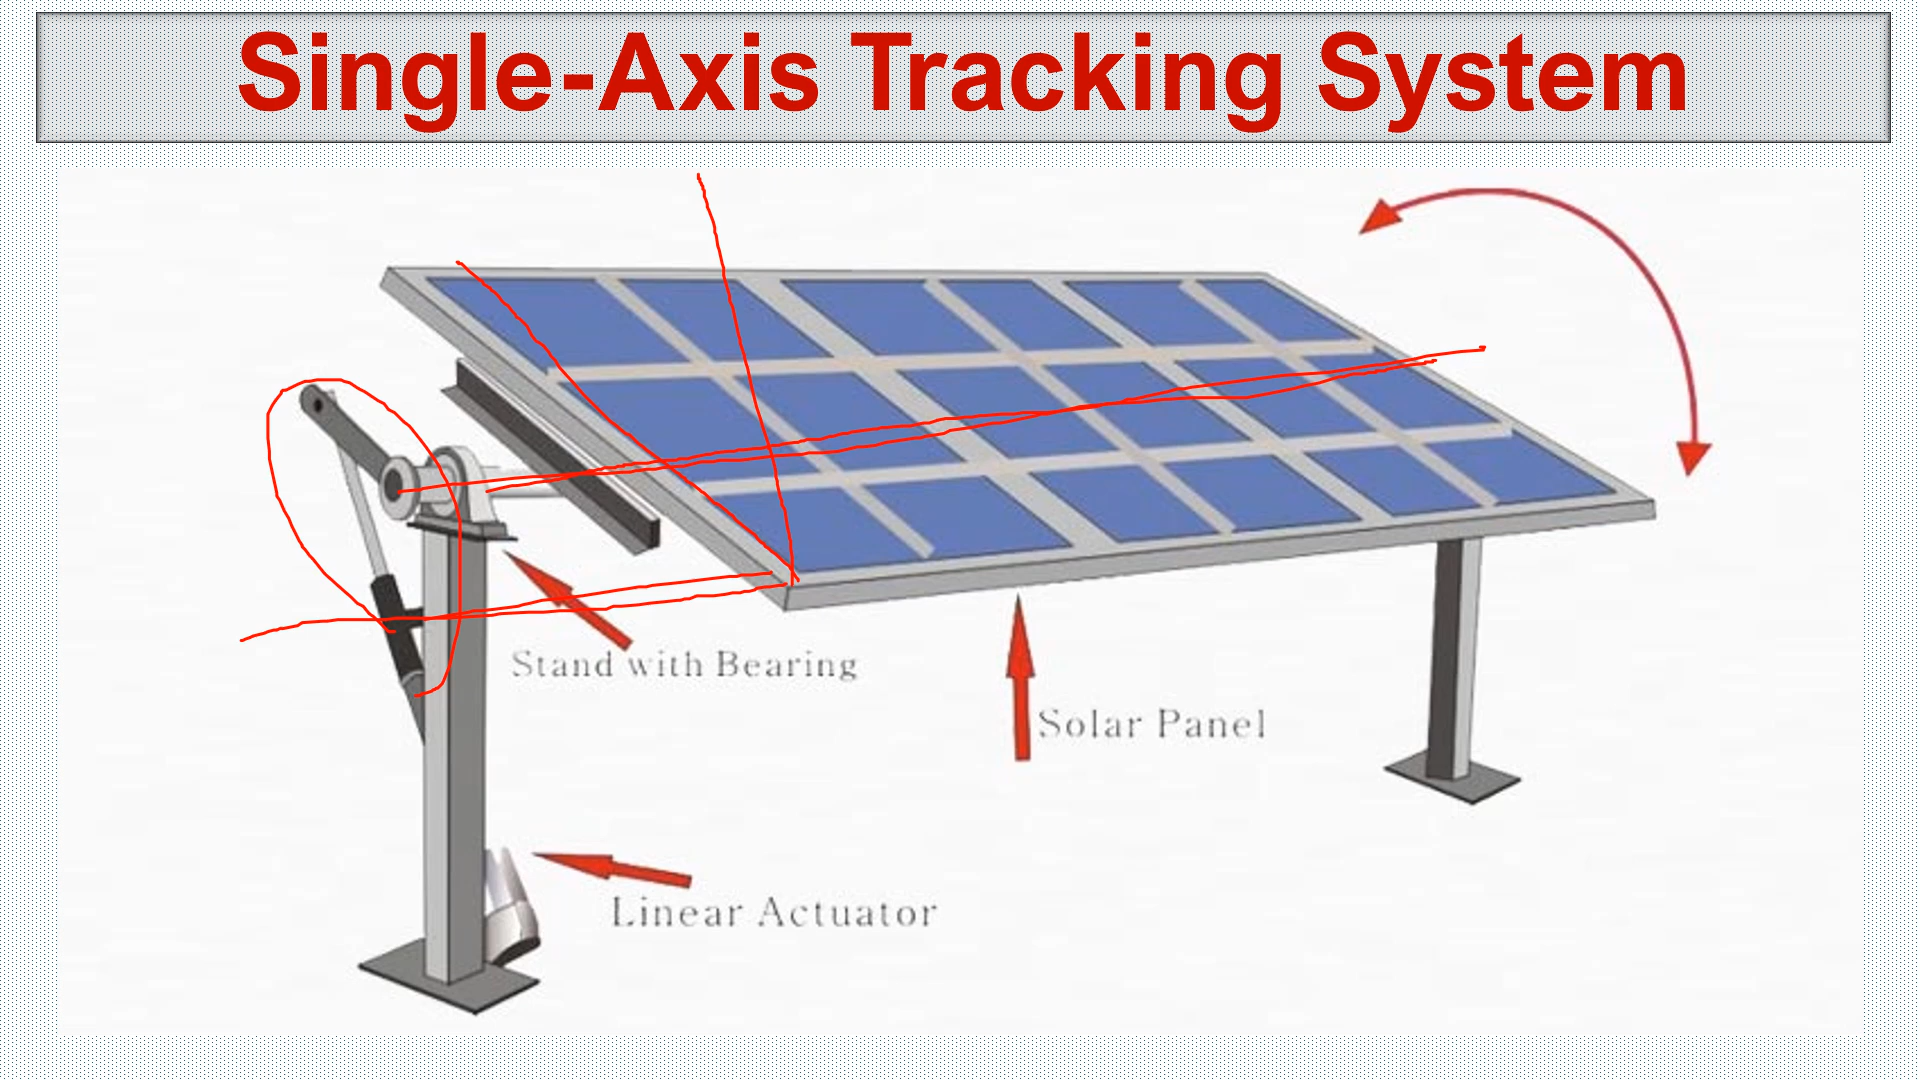 Single-Axis Tracking System
Stand with Bearing
Solar Panel
Linear Actuator